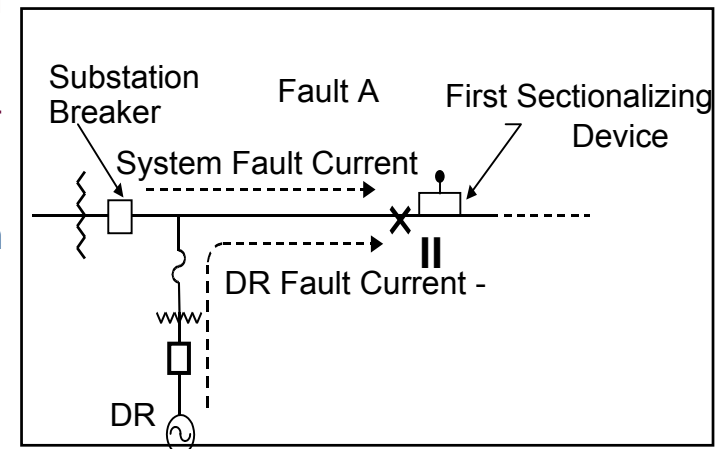 Substation
Breaker
Fault A
First Sectionalizing
Device
System Fault Current
DR Fault Current -
DR